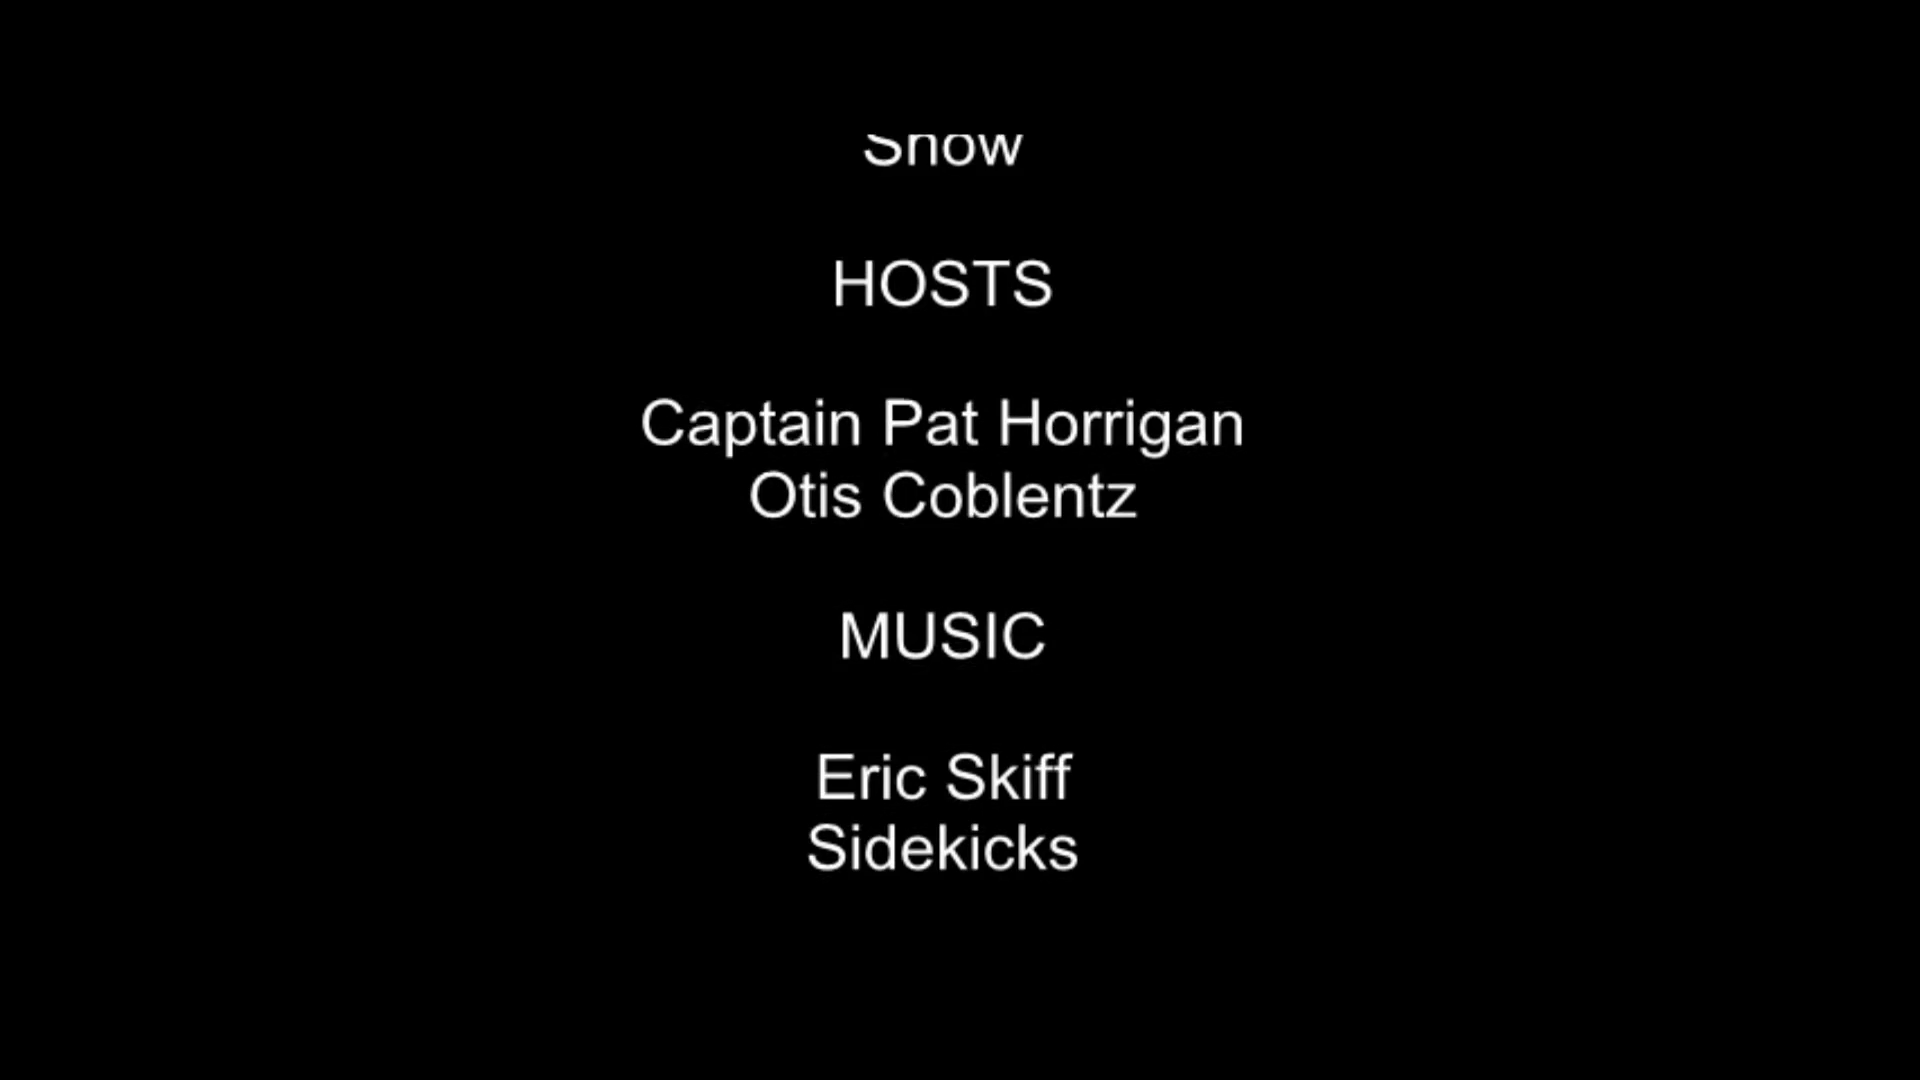 Show
HOSTS
Captain Pat Horrigan
Otis Coblentz
MUSIC
Eric Skiff
Sidekicks